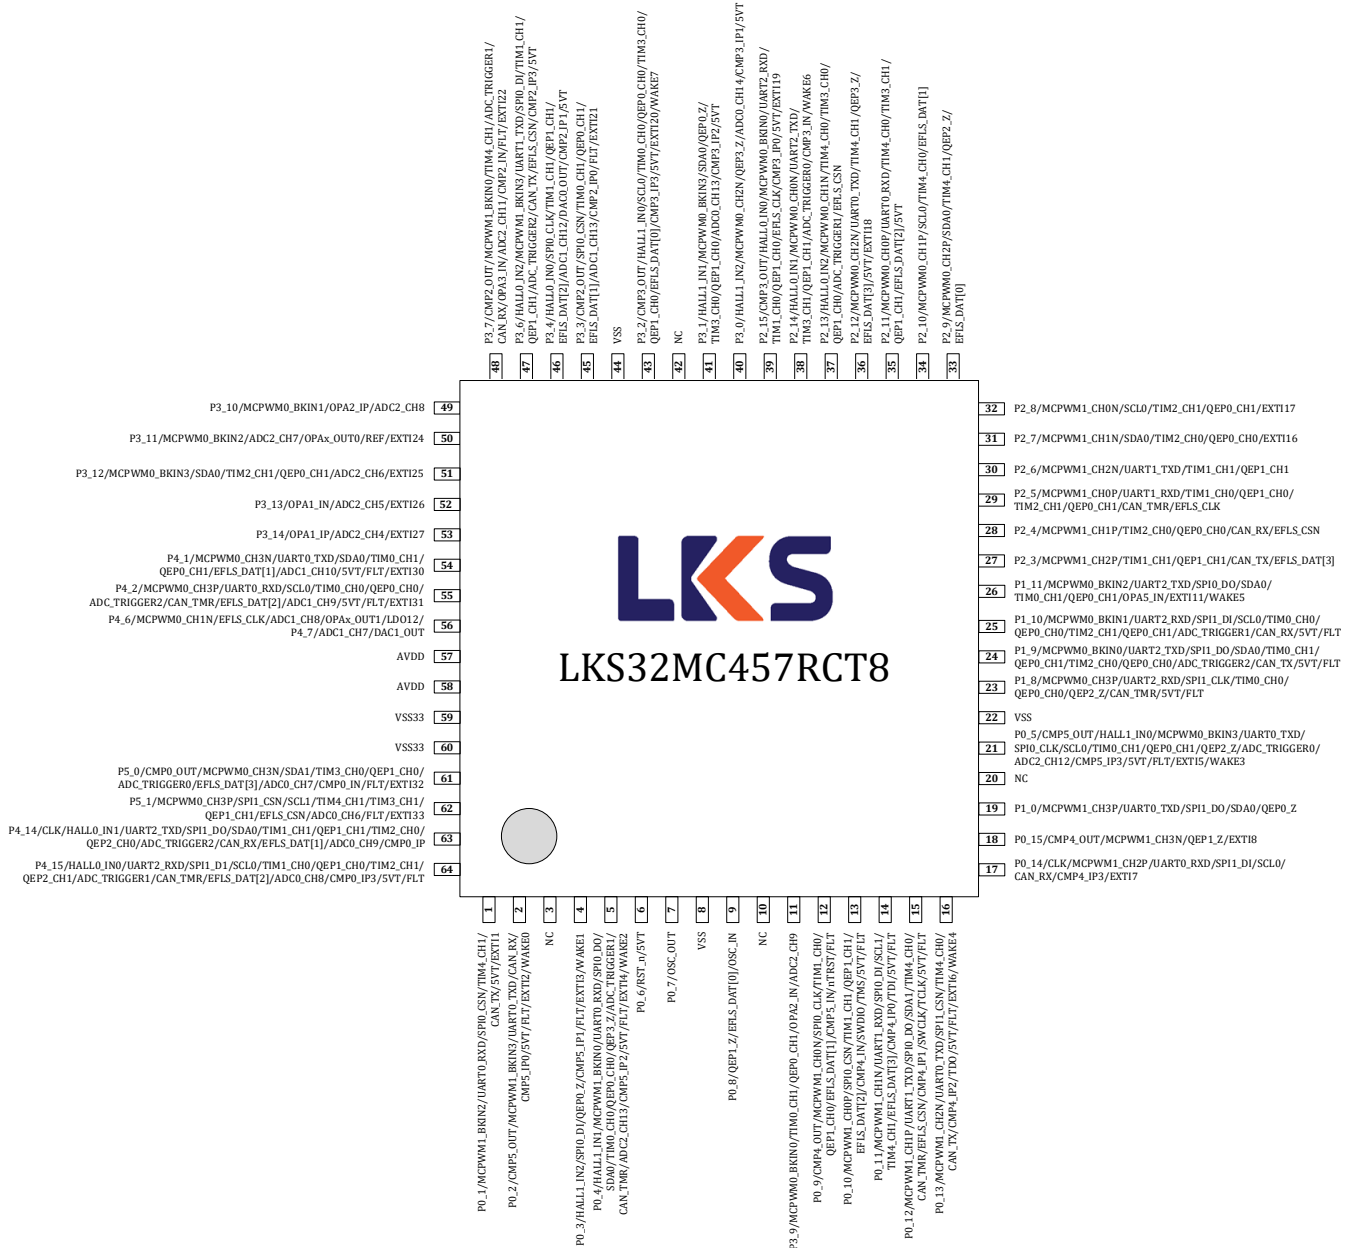 P3_7/CMP2_OUT/MCPWM1_BKIN0/TIM4_CH1/ADC_TRIGGER1/
CAN_RX/OPA3_IN/ADC2_CH11/CMP2_IN/FLT/EXTI22
P3_6/HALL0_IN2/MCPWM1_BKIN3/UART1_TXD/SPI0_DI/TIM1_CH1/
QEP1_CH1/ADC_TRIGGER2/CAN_TX/EFLS_CSN/CMP2_IP3/5VT
P3_4/HALL0_IN0/SPI0_CLK/TIM1_CH1/QEP1_CH1/
EFLS_DAT[2]/ADC1_CH12/DAC0_OUT/CMP2_IP1/5VT
P3_3/CMP2_OUT/SPI0_CSN/TIM0_CH1/QEP0_CH1/
EFLS_DAT[1]/ADC1_CH13/CMP2_IP0/FLT/EXTI21
VSS
P3_2/CMP3_OUT/HALL1_IN0/SCL0/TIM0_CH0/QEP0_CH0/TIM3_CH0/
QEP1_CH0/EFLS_DAT[0]/CMP3_IP3/5VT/EXTI20/WAKE7
NC
P3_1/HALL1_IN1/MCPWM0_BKIN3/SDA0/QEP0_Z/
TIM3_CH0/QEP1_CH0/ADC0_CH13/CMP3_IP2/5VT
P3_0/HALL1_IN2/MCPWM0_CH2N/QEP3_Z/ADC0_CH14/CMP3_IP1/5VT
P2_15/CMP3_OUT/HALL0_IN0/MCPWM0_BKIN0/UART2_RXD/
TIM1_CH0/QEP1_CH0/EFLS_CLK/CMP3_IP0/5VT/EXTI19
P2_14/HALL0_IN1/MCPWM0_CH0N/UART2_TXD/
TIM3_CH1/QEP1_CH1/ADC_TRIGGER0/CMP3_IN/WAKE6
P2_13/HALL0_IN2/MCPWM0_CH1N/TIM4_CH0/TIM3_CH0/
QEP1_CH0/ADC_TRIGGER1/EFLS_CSN
P2_12/MCPWM0_CH2N/UART0_TXD/TIM4_CH1/QEP3_Z/
EFLS_DAT[3]/5VT/EXTI18
P2_11/MCPWM0_CH0P/UART0_RXD/TIM4_CH0/TIM3_CH1/
QEP1_CH1/EFLS_DAT[2]/5VT
P2_10/MCPWM0_CH1P/SCL0/TIM4_CH0/EFLS_DAT[1]
P2_9/MCPWM0_CH2P/SDA0/TIM4_CH1/QEP2_Z/
EFLS_DAT[0]
48 47 46 45 44 43 42 41 40 39 38 37 36 35 34 33
P3_10/MCPWM0_BKIN1/OPA2_IP/ADC2_CH8 49
P3_11/MCPWM0_BKIN2/ADC2_CH7/OPAx_OUT0/REF/EXTI24 50
P3_12/MCPWM0_BKIN3/SDA0/TIM2_CH1/QEP0_CH1/ADC2_CH6/EXTI25 51
P3_13/OPA1_IN/ADC2_CH5/EXTI26 52
P3_14/OPA1_IP/ADC2_CH4/EXTI27 53
P4_1/MCPWM0_CH3N/UART0_TXD/SDA0/TIM0_CH1/
QEP0_CH1/EFLS_DAT[1]/ADC1_CH10/5VT/FLT/EXTI30 54
P4_2/MCPWM0_CH3P/UART0_RXD/SCL0/TIM0_CH0/QEP0_CH0/
ADC_TRIGGER2/CAN_TMR/EFLS_DAT[2]/ADC1_CH9/5VT/FLT/EXTI31 55
P4_6/MCPWM0_CH1N/EFLS_CLK/ADC1_CH8/OPAx_OUT1/LDO12/
P4_7/ADC1_CH7/DAC1_OUT 56
AVDD 57
AVDD 58
VSS33 59
VSS33 60
P5_0/CMP0_OUT/MCPWM0_CH3N/SDA1/TIM3_CH0/QEP1_CH0/
ADC_TRIGGER0/EFLS_DAT[3]/ADC0_CH7/CMP0_IN/FLT/EXTI32 61
P5_1/MCPWM0_CH3P/SPI1_CSN/SCL1/TIM4_CH1/TIM3_CH1/
QEP1_CH1/EFLS_CSN/ADC0_CH6/FLT/EXTI33 62
P4_14/CLK/HALL0_IN1/UART2_TXD/SPI1_DO/SDA0/TIM1_CH1/QEP1_CH1/TIM2_CH0/
QEP2_CH0/ADC_TRIGGER2/CAN_RX/EFLS_DAT[1]/ADC0_CH9/CMP0_IP 63
P4_15/HALL0_IN0/UART2_RXD/SPI1_D1/SCL0/TIM1_CH0/QEP1_CH0/TIM2_CH1/
QEP2_CH1/ADC_TRIGGER1/CAN_TMR/EFLS_DAT[2]/ADC0_CH8/CMP0_IP3/5VT/FLT 64
LKS
LKS32MC457RCT8
32 P2_8/MCPWM1_CH0N/SCL0/TIM2_CH1/QEP0_CH1/EXTI17
31 P2_7/MCPWM1_CH1N/SDA0/TIM2_CH0/QEP0_CH0/EXTI16
30 P2_6/MCPWM1_CH2N/UART1_TXD/TIM1_CH1/QEP1_CH1
29 P2_5/MCPWM1_CH0P/UART1_RXD/TIM1_CH0/QEP1_CH0/
TIM2_CH1/QEP0_CH1/CAN_TMR/EFLS_CLK
28 P2_4/MCPWM1_CH1P/TIM2_CH0/QEP0_CH0/CAN_RX/EFLS_CSN
27 P2_3/MCPWM1_CH2P/TIM1_CH1/QEP1_CH1/CAN_TX/EFLS_DAT[3]
26 P1_11/MCPWM0_BKIN2/UART2_TXD/SPI0_DO/SDA0/
TIM0_CH1/QEP0_CH1/OPA5_IN/EXTI11/WAKE5
25 P1_10/MCPWM0_BKIN1/UART2_RXD/SPI1_DI/SCL0/TIM0_CH0/
QEP0_CH0/TIM2_CH1/QEP0_CH1/ADC_TRIGGER1/CAN_RX/5VT/FLT
24 P1_9/MCPWM0_BKIN0/UART2_TXD/SPI1_DO/SDA0/TIM0_CH1/
QEP0_CH1/TIM2_CH0/QEP0_CH0/ADC_TRIGGER2/CAN_TX/5VT/FLT
23 P1_8/MCPWM0_CH3P/UART2_RXD/SPI1_CLK/TIM0_CH0/
QEP0_CH0/QEP2_Z/CAN_TMR/5VT/FLT
22 VSS
21 P0_5/CMP5_OUT/HALL1_IN0/MCPWM0_BKIN3/UART0_TXD/
SPI0_CLK/SCL0/TIM0_CH1/QEP0_CH1/QEP2_Z/ADC_TRIGGER0/
ADC2_CH12/CMP5_IP3/5VT/FLT/EXTI5/WAKE3
20 NC
19 P1_0/MCPWM1_CH3P/UART0_TXD/SPI1_DO/SDA0/QEP0_Z
18 P0_15/CMP4_OUT/MCPWM1_CH3N/QEP1_Z/EXTI8
17 P0_14/CLK/MCPWM1_CH2P/UART0_RXD/SPI1_DI/SCL0/
CAN_RX/CMP4_IP3/EXTI7
1 2 3 4 5 6 7 8 9 10 11 12 13 14 15 16
P0_1/MCPWM1_BKIN2/UART0_RXD/SPI0_CSN/TIM4_CH1/
CAN_TX/5VT/EXTI1
P0_2/CMP5_OUT/MCPWM1_BKIN3/UART0_TXD/CAN_RX/
CMP5_IP0/5VT/FLT/EXTI2/WAKE0
NC
P0_3/HALL1_IN2/SPI0_DI/QEP0_Z/CMP5_IP1/FLT/EXTI3/WAKE1
P0_4/HALL1_IN1/MCPWM1_BKIN0/UART0_RXD/SPI0_DO/
SDA0/TIM0_CH0/QEP0_CH0/QEP3_Z/ADC_TRIGGER1/
CAN_TMR/ADC2_CH13/CMP5_IP2/5VT/FLT/EXTI4/WAKE2
P0_6/RST_n/5VT
P0_7/OSC_OUT
VSS
P0_8/QEP1_Z/EFLS_DAT[0]/OSC_IN
NC
P3_9/MCPWM0_BKIN0/TIM0_CH1/QEP0_CH1/OPA2_IN/ADC2_CH9
P0_9/CMP4_OUT/MCPWM1_CH0N/SPI0_CLK/TIM1_CH0/
QEP1_CH0/EFLS_DAT[1]/CMP5_IN/nTRST/FLT
P0_10/MCPWM1_CH0P/SPI0_CSN/TIM1_CH1/QEP1_CH1/
EFLS_DAT[2]/CMP4_IN/SWDIO/TMS/5VT/FLT
P0_11/MCPWM1_CH1N/UART1_RXD/SPI0_DI/SCL1/
TIM4_CH1/EFLS_DAT[3]/CMP4_IP0/TDI/5VT/FLT
P0_12/MCPWM1_CH1P/UART1_TXD/SPI0_DO/SDA1/TIM4_CH0/
CAN_TMR/EFLS_CSN/CMP4_IP1/SWCLK/TCLK/5VT/FLT
P0_13/MCPWM1_CH2N/UART0_TXD/SPI1_CSN/TIM4_CH0/
CAN_TX/CMP4_IP2/TDO/5VT/FLT/EXTI6/WAKE4